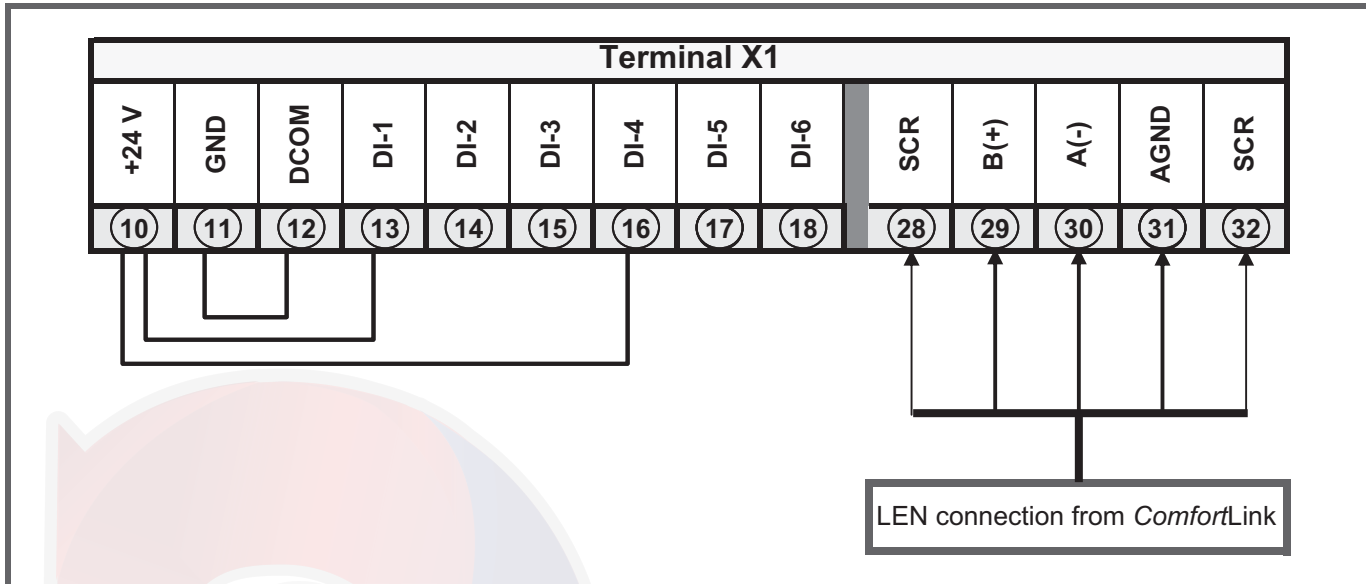 Terminal X1
+24 V GND DCOM DI-1 DI-2 DI-3 DI-4 DI-5 DI-6 SCR B(+) A(-) AGND SCR
10 11 12 13 14 15 16 17 18 28 29 30 31 32
LEN connection from ComfortLink